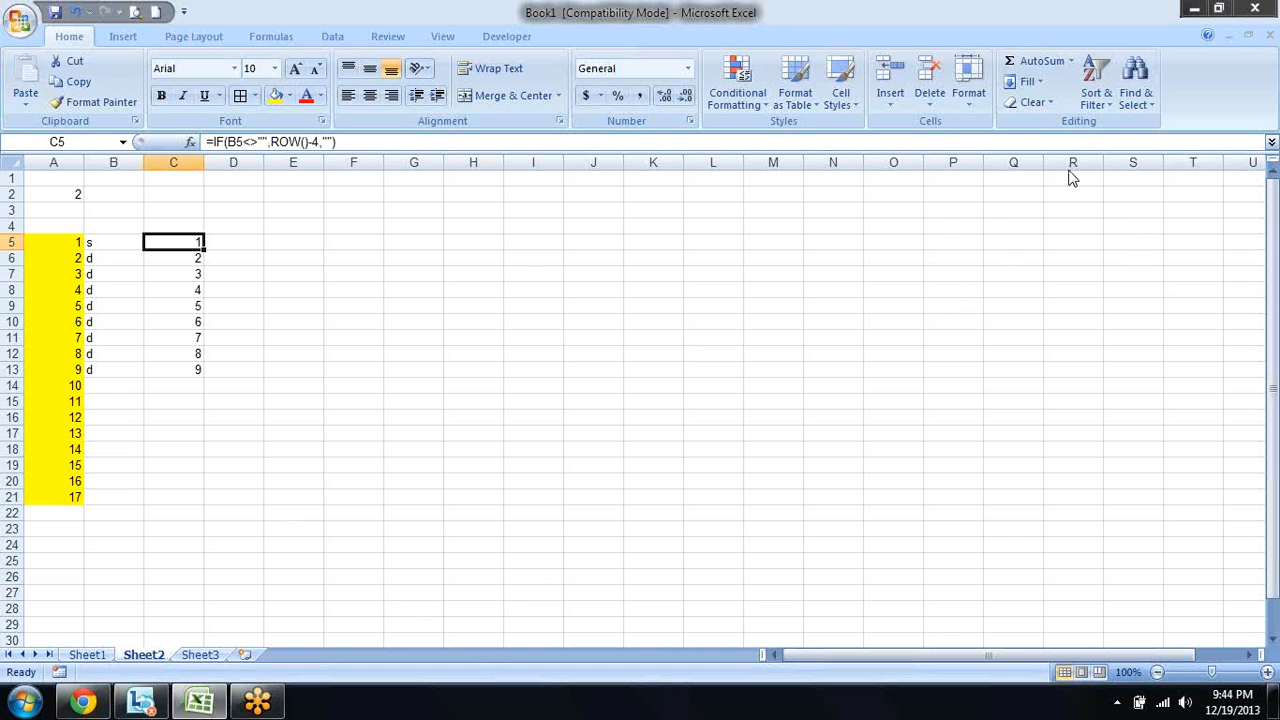 Book1 [Compatibility Mode] - Microsoft Excel
Home Insert Page Layout Formulas Data Review View Developer
Paste Cut Copy Format Painter Clipboard
Arial 10 A A B I U A Font
Wrap Text Merge & Center Alignment
General $ % , Number
Conditional Formatting Format as Table Cell Styles Styles
Insert Delete Format Cells
Σ AutoSum Fill Clear Sort & Filter Find & Select Editing
C5 fx =IF(B5<>"",ROW()-4,"")
A B C D E F G H I J K L M N O P Q R S T U
1
2 2
3
4
5 1 s 1
6 2 d 2
7 3 d 3
8 4 d 4
9 5 d 5
10 6 d 6
11 7 d 7
12 8 d 8
13 9 d 9
14 10
15 11
16 12
17 13
18 14
19 15
20 16
21 17
22
23
24
25
26
27
28
29
30
Sheet1 Sheet2 Sheet3
Ready 100%
9:44 PM
12/19/2013